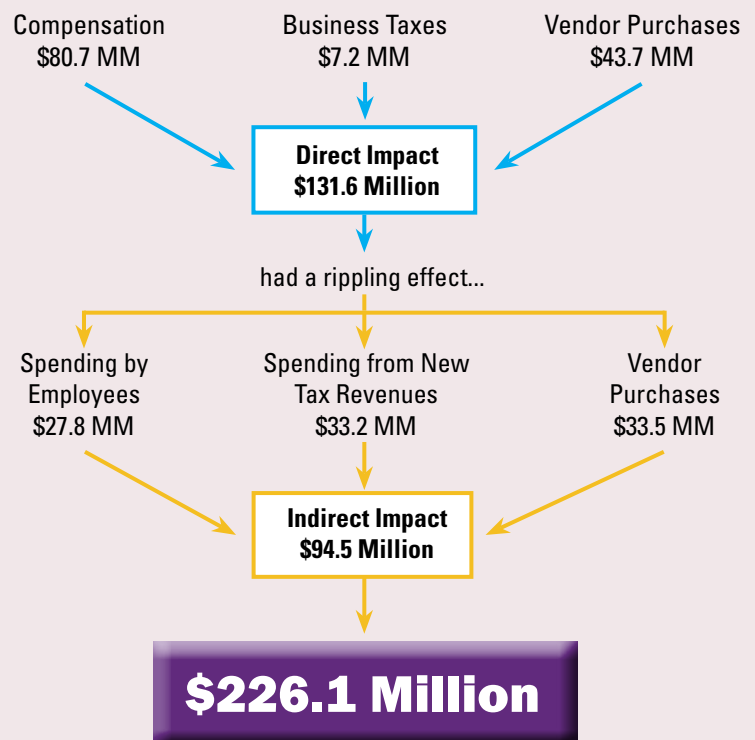 Compensation
$80.7 MM
Business Taxes
$7.2 MM
Vendor Purchases
$43.7 MM
Direct Impact
$131.6 Million
had a rippling effect...
Spending by
Employees
$27.8 MM
Spending from New
Tax Revenues
$33.2 MM
Vendor
Purchases
$33.5 MM
Indirect Impact
$94.5 Million
$226.1 Million